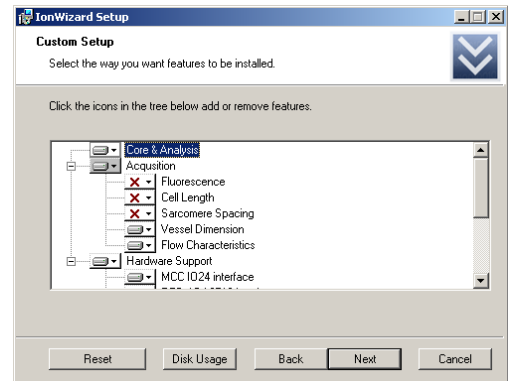 IonWizard Setup
Custom Setup
Select the way you want features to be installed.
Click the icons in the tree below add or remove features.
Core & Analysis
Acqusition
Fluorescence
Cell Length
Sarcomere Spacing
Vessel Dimension
Flow Characteristics
Hardware Support
MCC IO24 interface
Reset Disk Usage Back Next Cancel